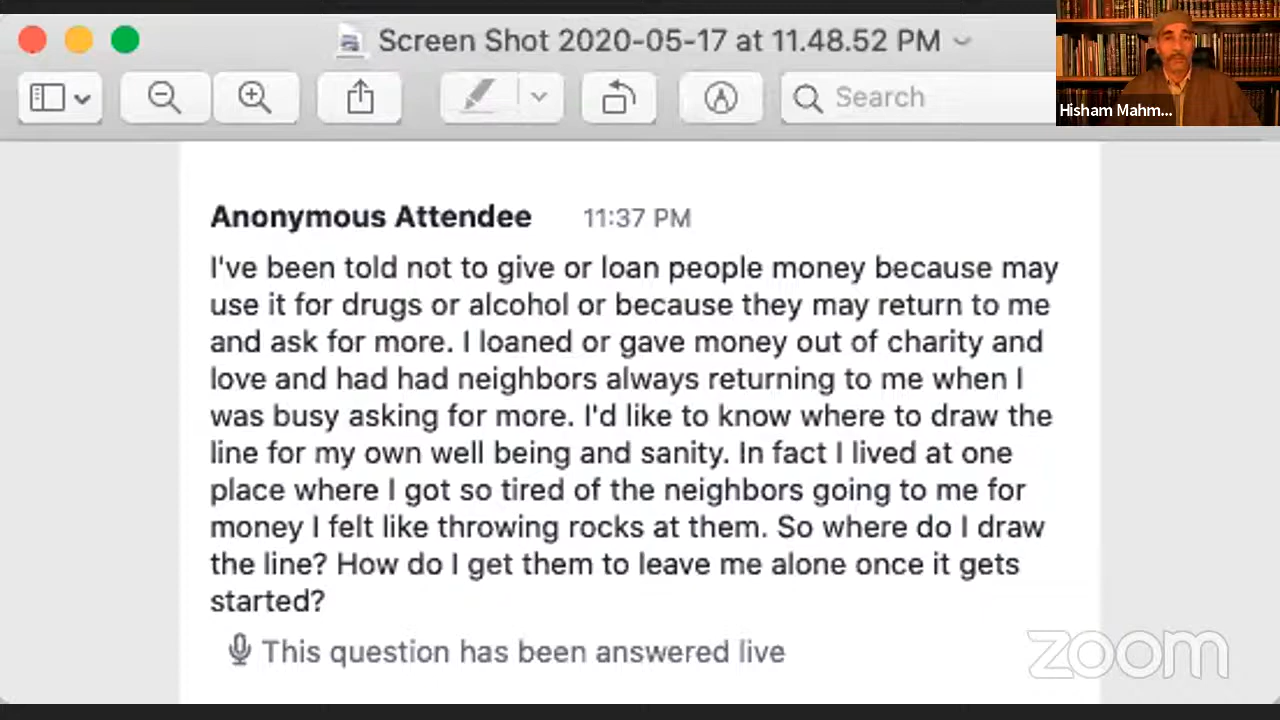 Screen Shot 2020-05-17 at 11.48.52 PM
Search
Hisham Mahm...
Anonymous Attendee 11:37 PM
I've been told not to give or loan people money because may
use it for drugs or alcohol or because they may return to me
and ask for more. I loaned or gave money out of charity and
love and had had neighbors always returning to me when I
was busy asking for more. I'd like to know where to draw the
line for my own well being and sanity. In fact I lived at one
place where I got so tired of the neighbors going to me for
money I felt like throwing rocks at them. So where do I draw
the line? How do I get them to leave me alone once it gets
started?
This question has been answered live
zoom